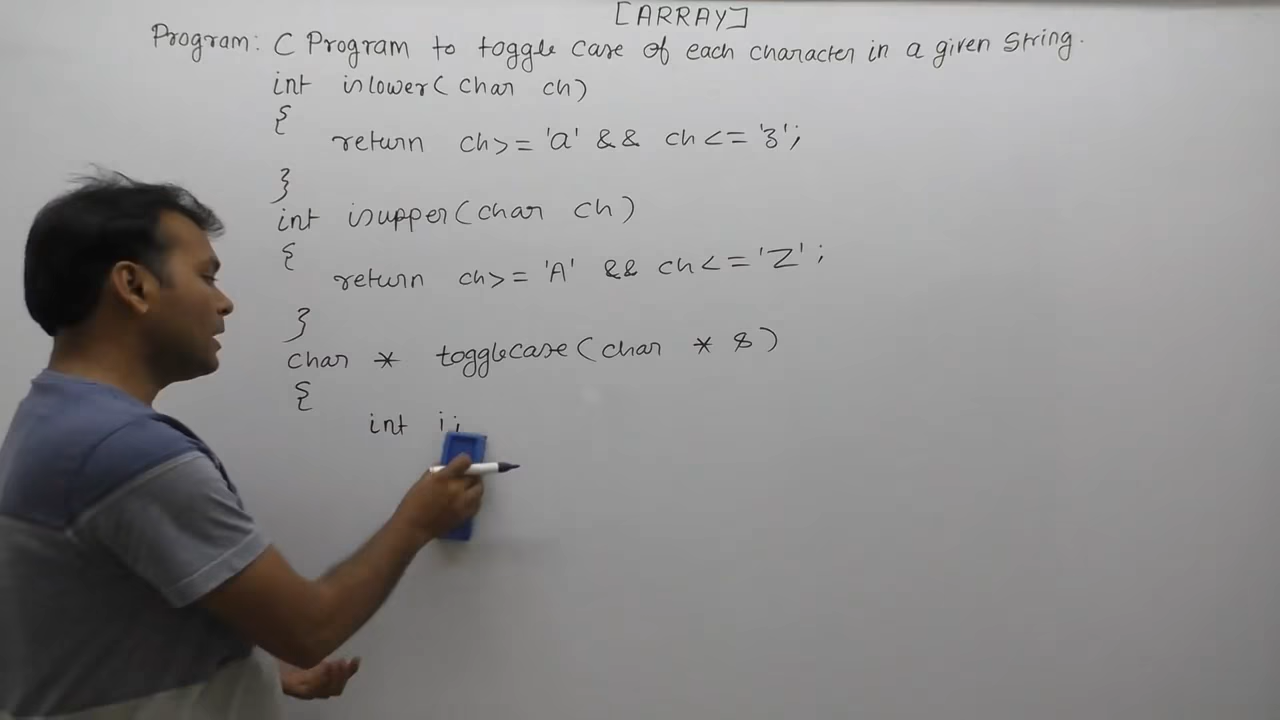 [ARRAY]
Program: C Program to toggle case of each character in a given String.
int islower(char ch)
{
return ch>= 'a' && ch<= 'z';
}
int isupper(char ch)
{
return ch>= 'A' && ch<= 'Z';
}
char * togglecase(char * s)
{
int i;